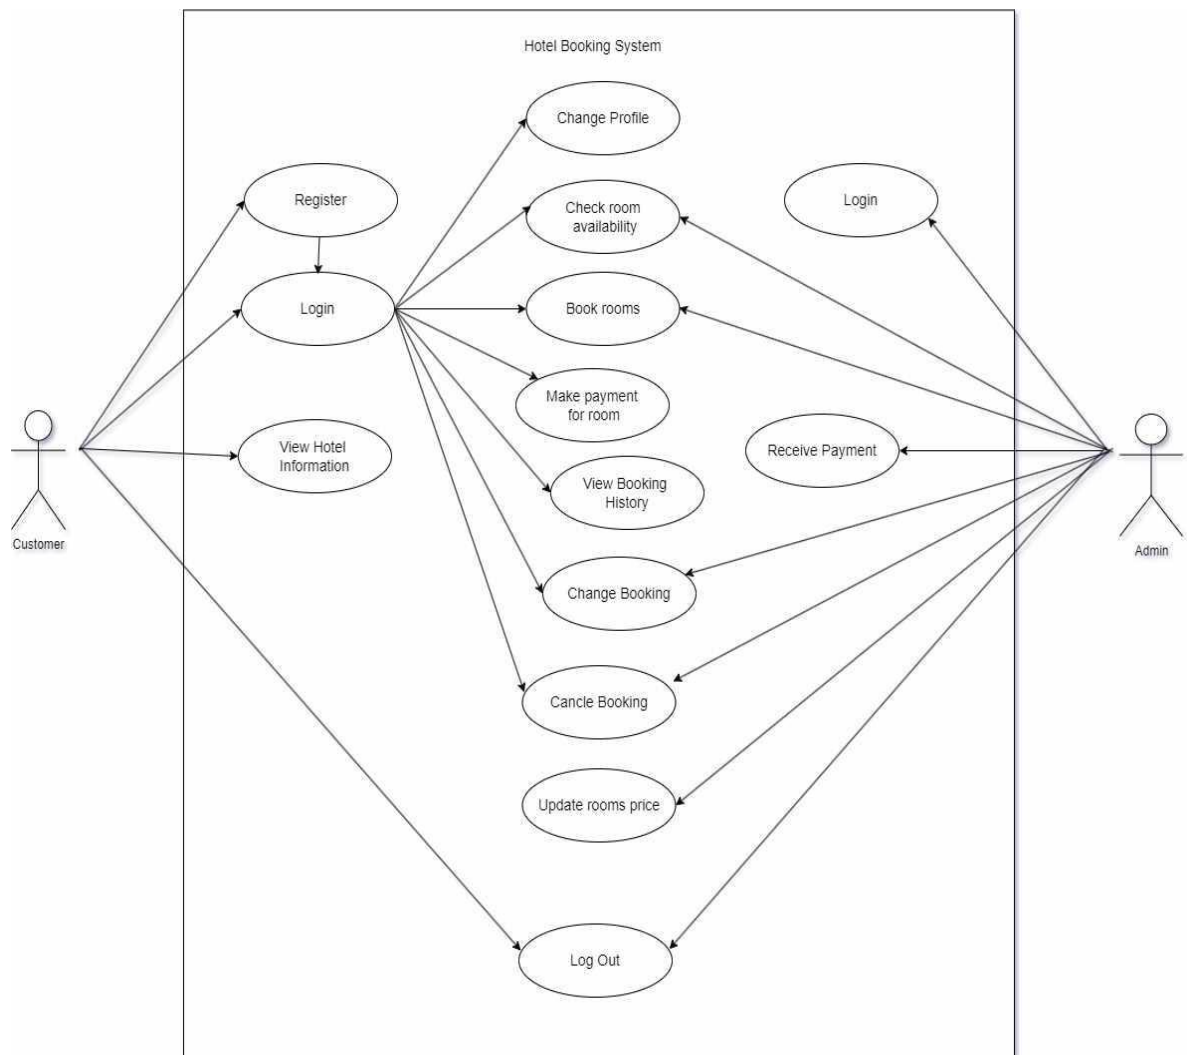 Hotel Booking System
Change Profile
Register
Check room
availability
Login
Login
Book rooms
Make payment
for room
View Hotel
Information
Receive Payment
View Booking
History
Customer
Admin
Change Booking
Cancle Booking
Update rooms price
Log Out